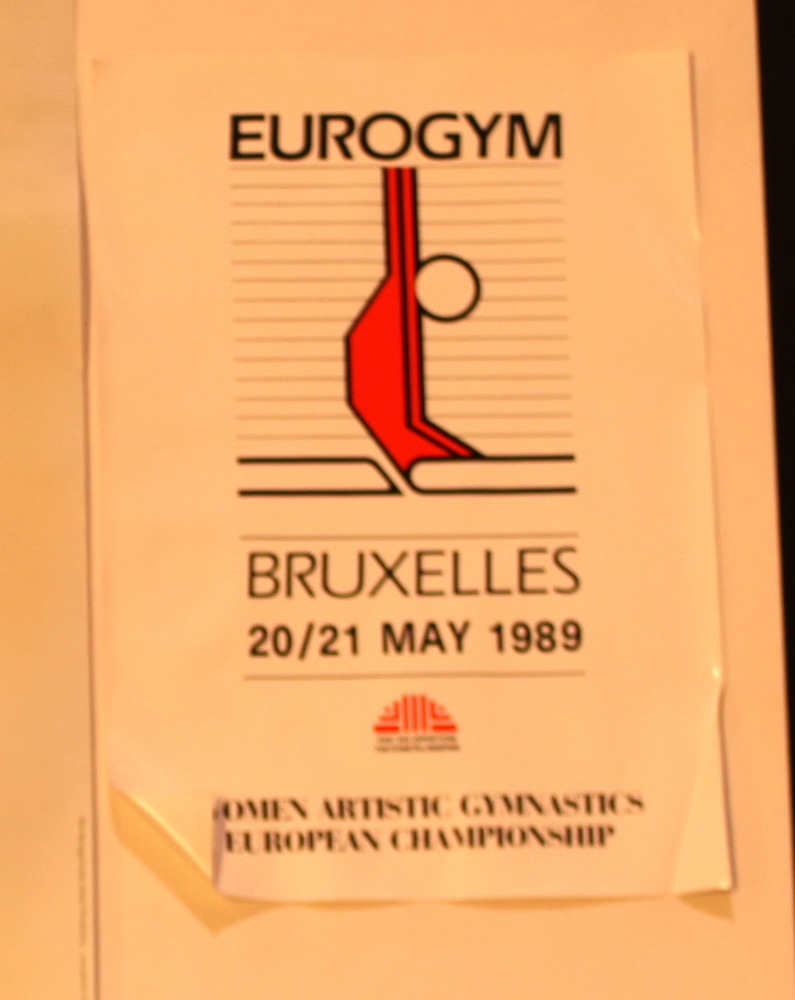 EUROGYM
BRUXELLES
20/21 MAY 1989
OMEN ARTISTIC GYMNASTICS
EUROPEAN CHAMPIONSHIP